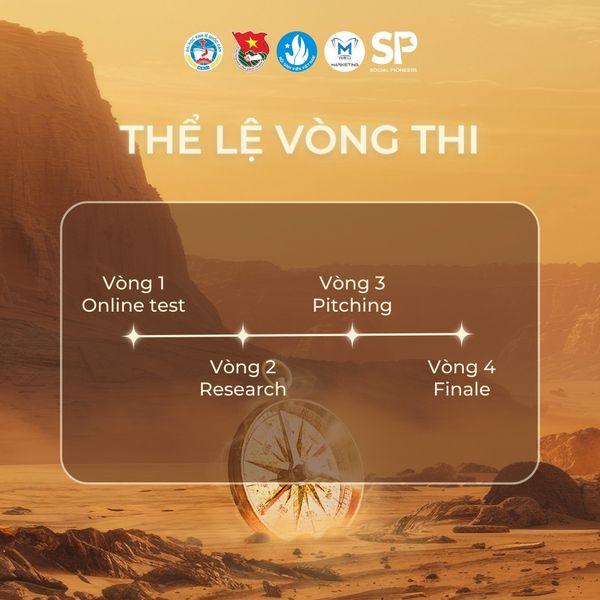 SP
SOCIAL PIONEERS
MARKETING
THỂ LỆ VÒNG THI
Vòng 1
Online test
Vòng 3
Pitching
Vòng 2
Research
Vòng 4
Finale